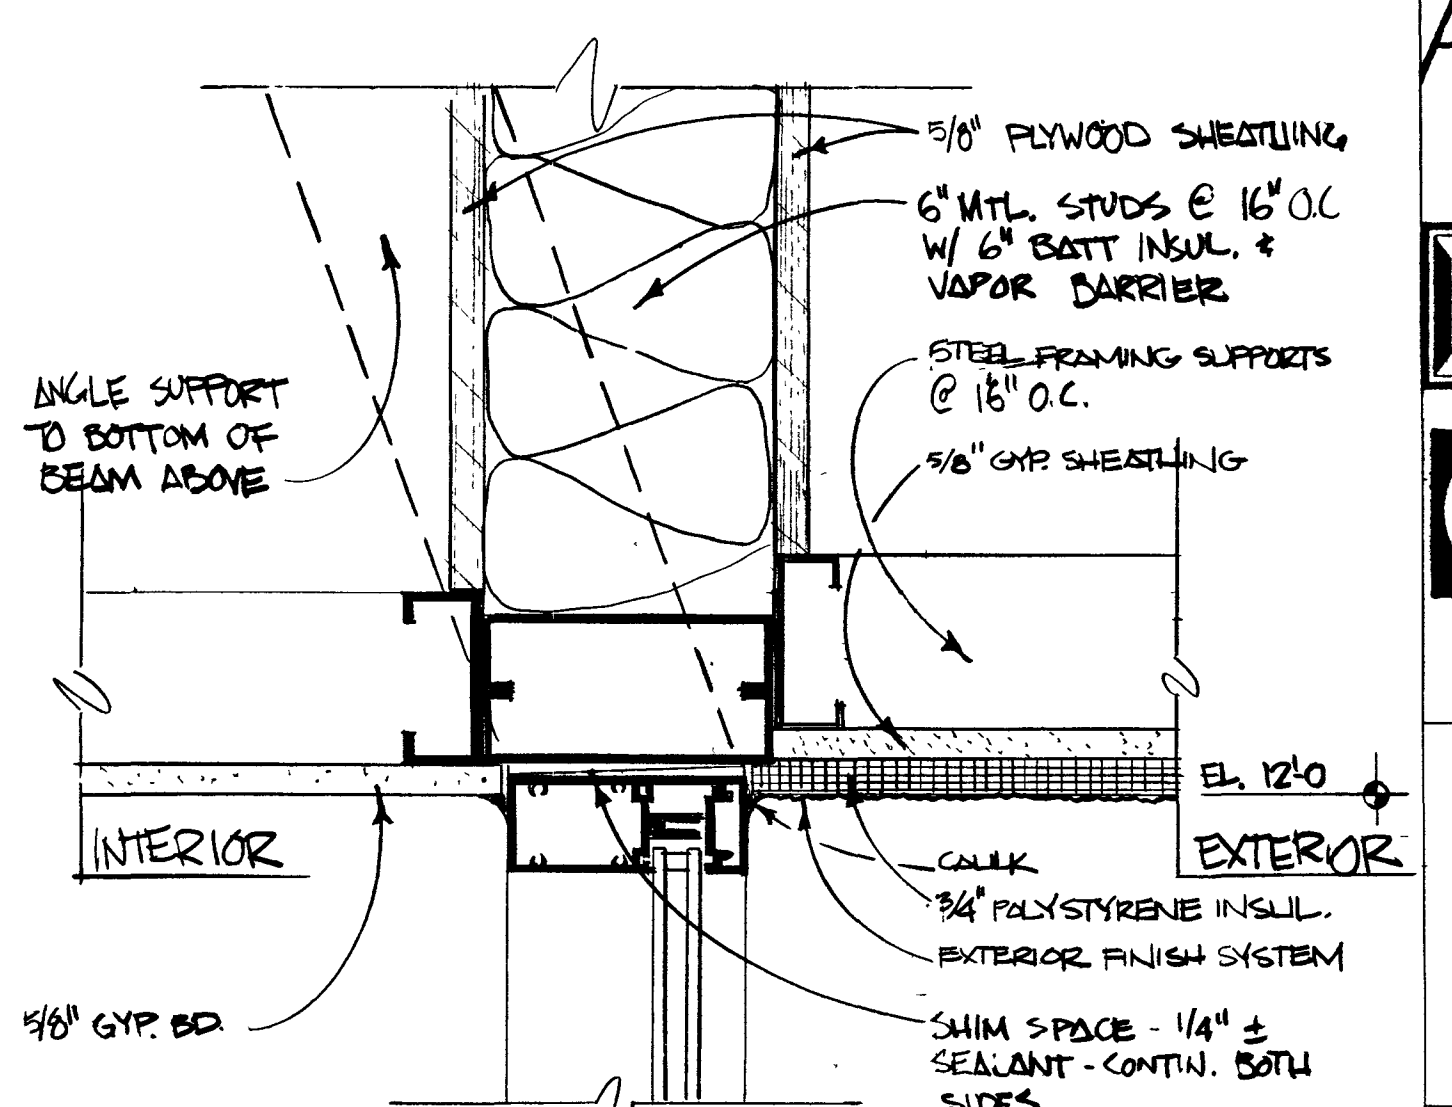 5/8" PLYWOOD SHEATHING
6" MTL. STUDS @ 16" O.C
W/ 6" BATT INSUL. &
VAPOR BARRIER
STEEL FRAMING SUPPORTS
@ 16" O.C.
5/8" GYP. SHEATHING
ANGLE SUPPORT
TO BOTTOM OF
BEAM ABOVE
EL. 12'-0
INTERIOR
EXTERIOR
CAULK
3/4" POLYSTYRENE INSUL.
EXTERIOR FINISH SYSTEM
5/8" GYP. BD.
SHIM SPACE - 1/4" ±
SEALANT - CONTIN. BOTH
SIDES